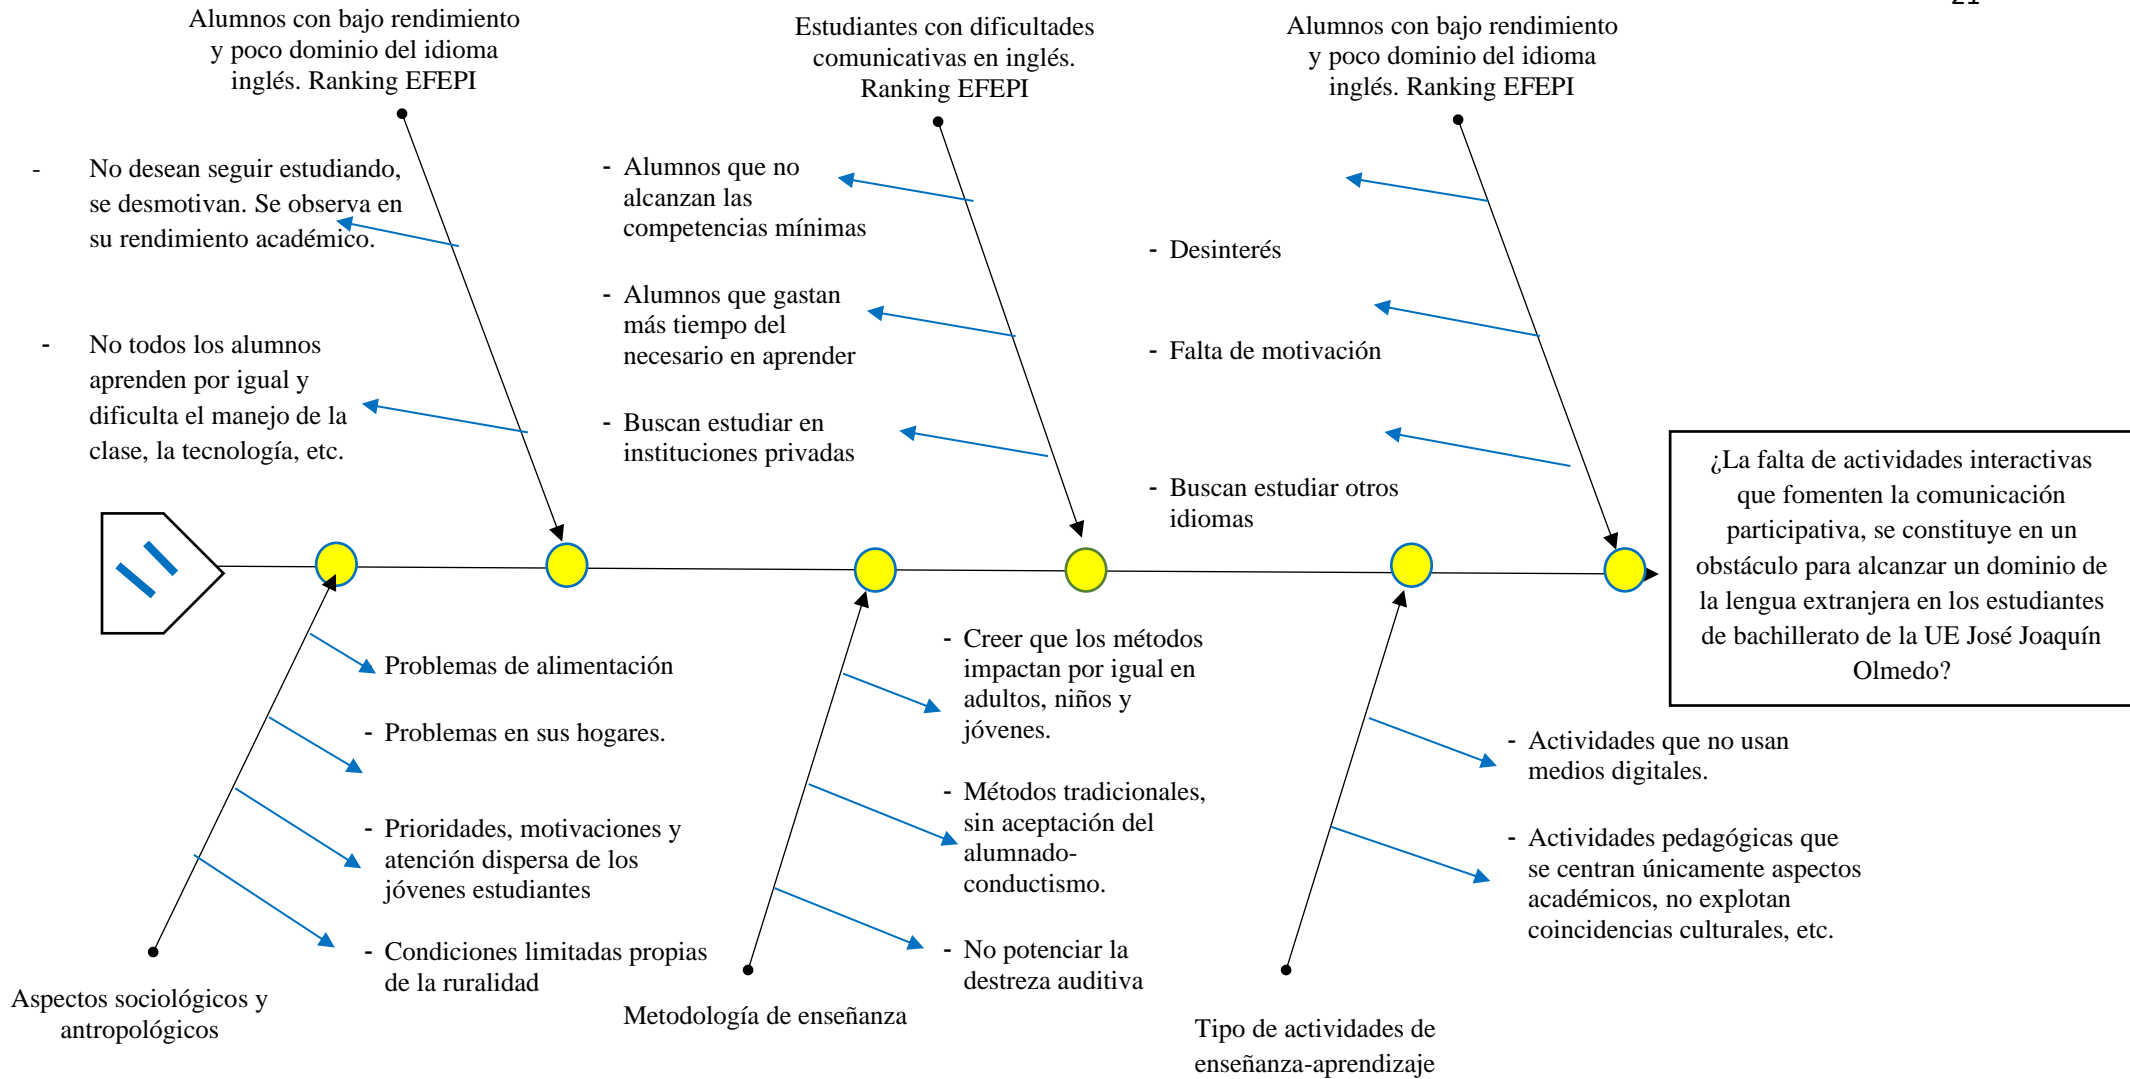 Alumnos con bajo rendimiento
y poco dominio del idioma
inglés. Ranking EFEPI
Estudiantes con dificultades
comunicativas en inglés.
Ranking EFEPI
Alumnos con bajo rendimiento
y poco dominio del idioma
inglés. Ranking EFEPI
- No desean seguir estudiando,
se desmotivan. Se observa en
su rendimiento académico.
- No todos los alumnos
aprenden por igual y
dificulta el manejo de la
clase, la tecnología, etc.
- Alumnos que no
alcanzan las
competencias mínimas
- Alumnos que gastan
más tiempo del
necesario en aprender
- Buscan estudiar en
instituciones privadas
- Desinterés
- Falta de motivación
- Buscan estudiar otros
idiomas
¿La falta de actividades interactivas
que fomenten la comunicación
participativa, se constituye en un
obstáculo para alcanzar un dominio de
la lengua extranjera en los estudiantes
de bachillerato de la UE José Joaquín
Olmedo?
- Problemas de alimentación
- Problemas en sus hogares.
- Prioridades, motivaciones y
atención dispersa de los
jóvenes estudiantes
- Condiciones limitadas propias
de la ruralidad
Aspectos sociológicos y
antropológicos
- Creer que los métodos
impactan por igual en
adultos, niños y
jóvenes.
- Métodos tradicionales,
sin aceptación del
alumnado-
conductismo.
- No potenciar la
destreza auditiva
Metodología de enseñanza
- Actividades que no usan
medios digitales.
- Actividades pedagógicas que
se centran únicamente aspectos
académicos, no explotan
coincidencias culturales, etc.
Tipo de actividades de
enseñanza-aprendizaje